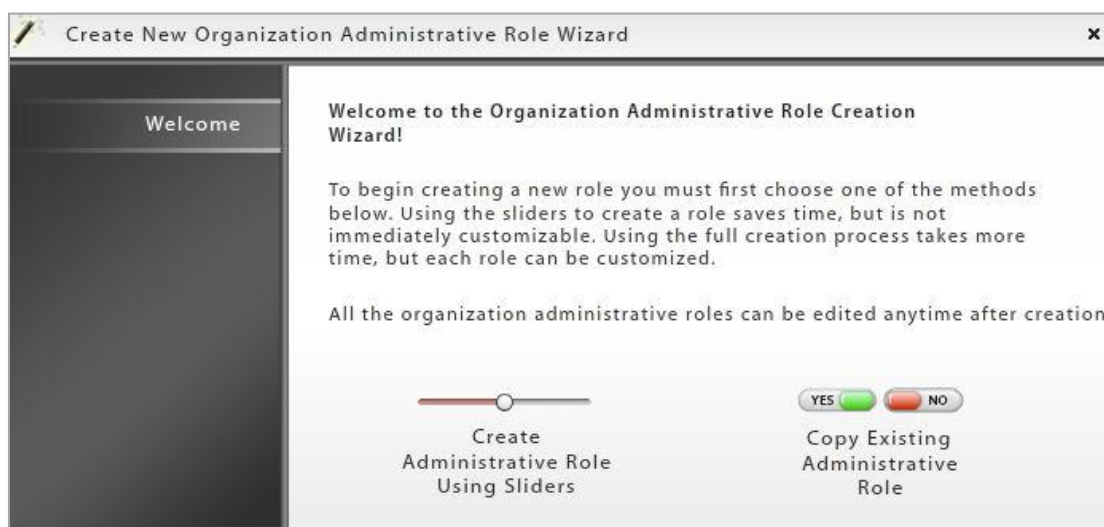 Create New Organization Administrative Role Wizard
Welcome
Welcome to the Organization Administrative Role Creation
Wizard!
To begin creating a new role you must first choose one of the methods
below. Using the sliders to create a role saves time, but is not
immediately customizable. Using the full creation process takes more
time, but each role can be customized.
All the organization administrative roles can be edited anytime after creation
YES NO
Create
Administrative Role
Using Sliders
Copy Existing
Administrative
Role